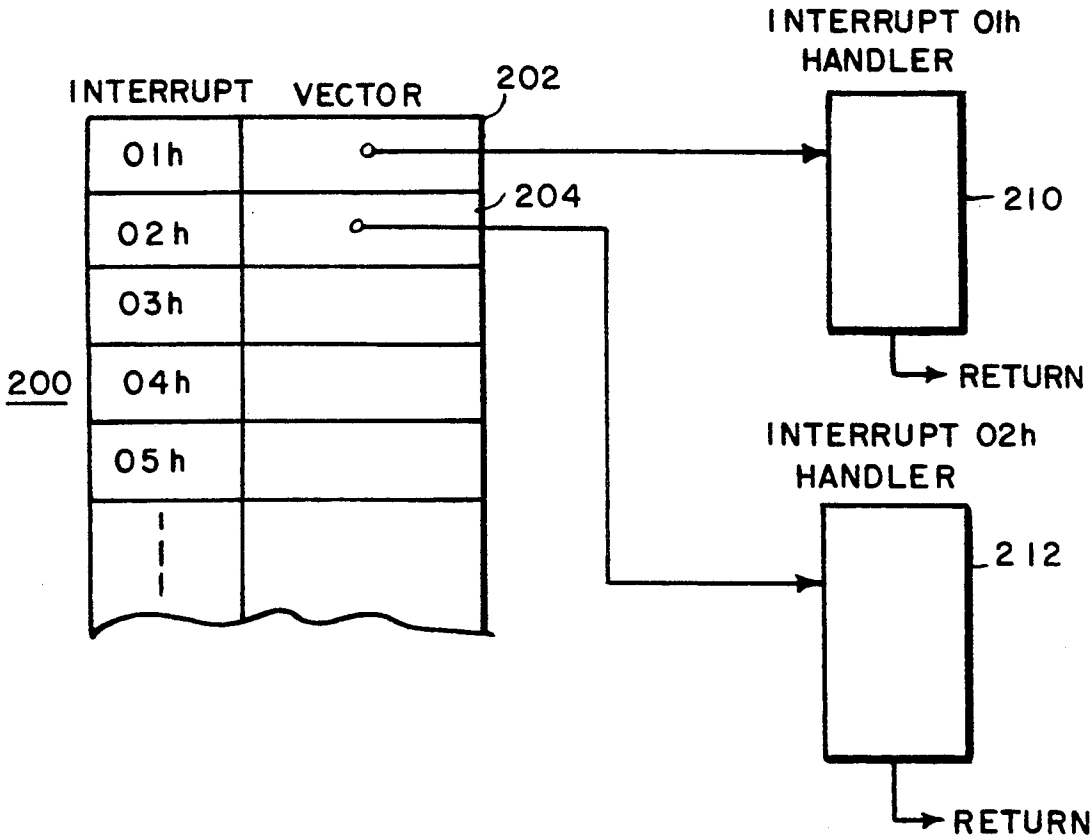 INTERRUPT VECTOR
202
01h
204
02h
03h
04h
05h
200
INTERRUPT 01h
HANDLER
210
RETURN
INTERRUPT 02h
HANDLER
212
RETURN